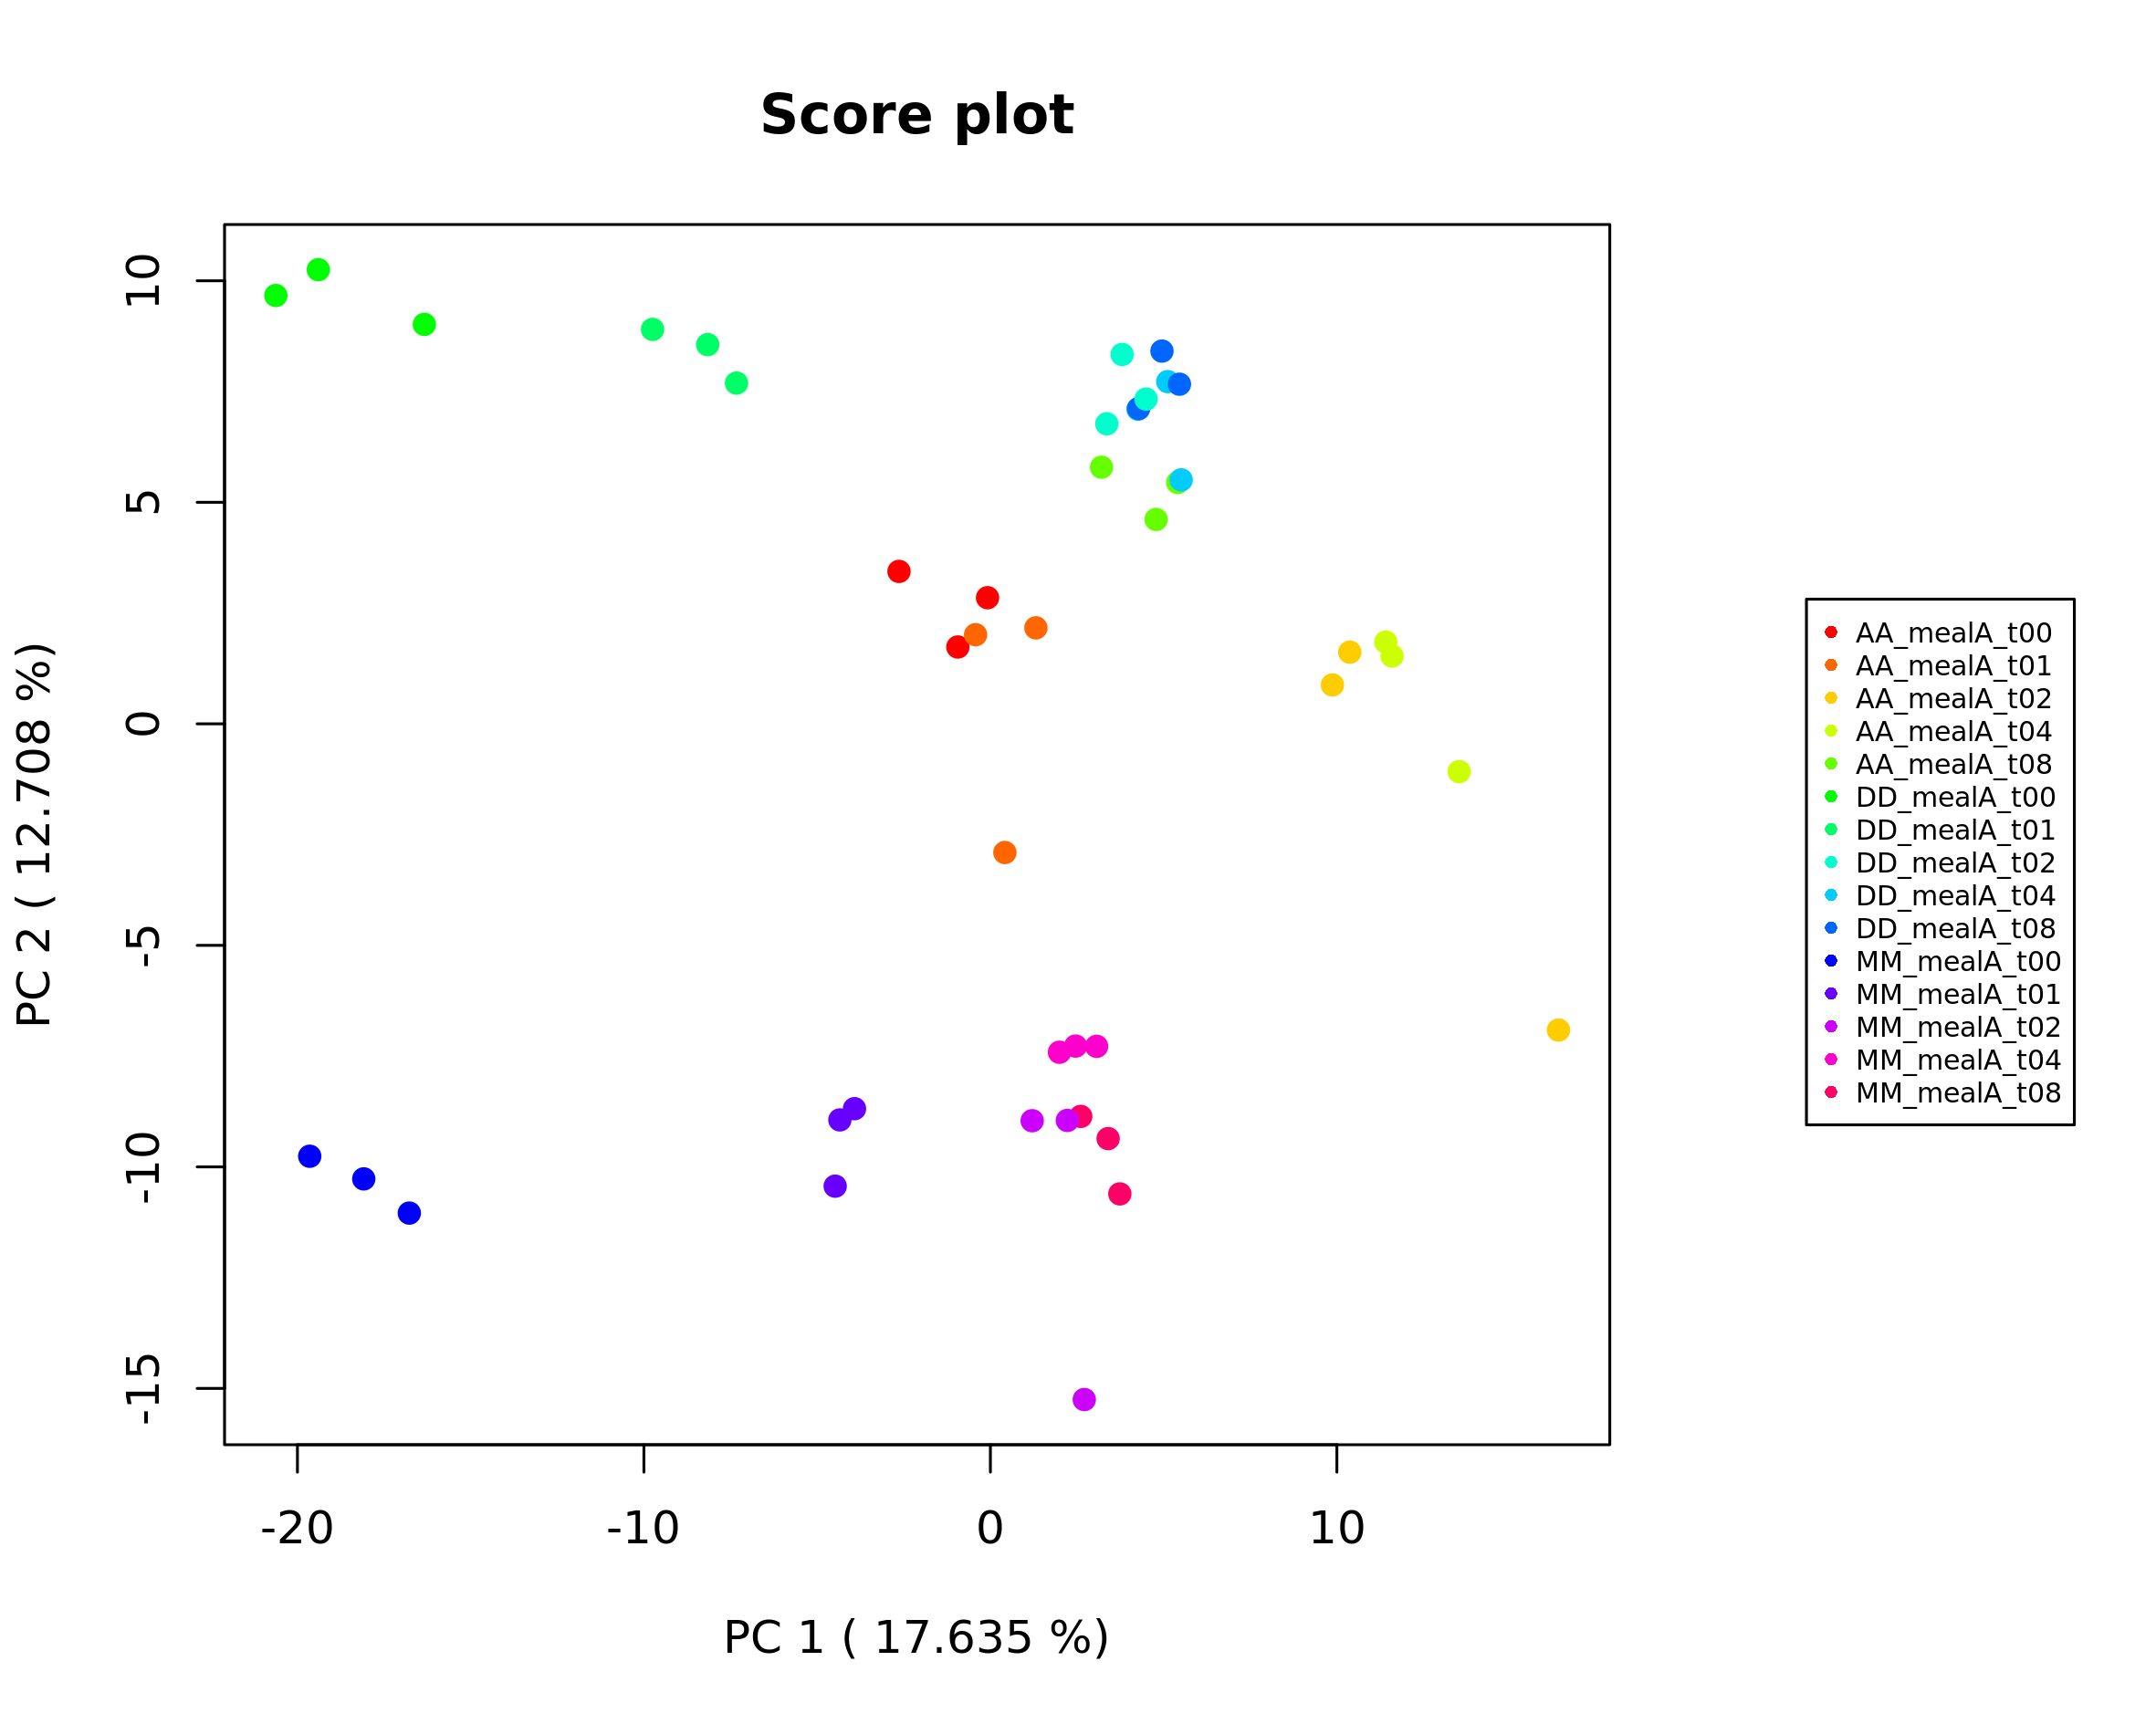 Score plot
10
5
0
-5
-10
-15
PC 2 ( 12.708 %)
-20
-10
0
10
PC 1 ( 17.635 %)
AA_mealA_t00
AA_mealA_t01
AA_mealA_t02
AA_mealA_t04
AA_mealA_t08
DD_mealA_t00
DD_mealA_t01
DD_mealA_t02
DD_mealA_t04
DD_mealA_t08
MM_mealA_t00
MM_mealA_t01
MM_mealA_t02
MM_mealA_t04
MM_mealA_t08